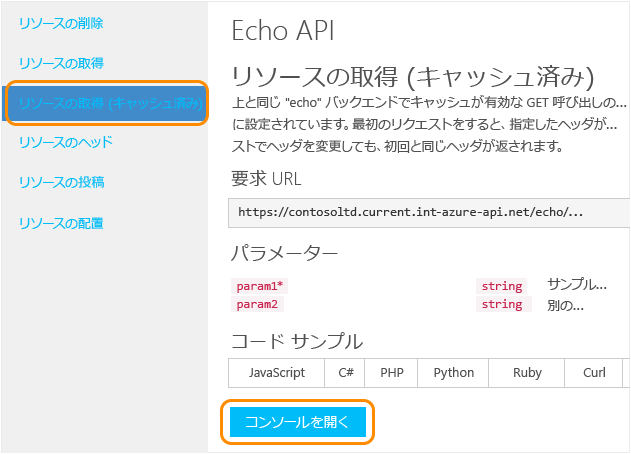 リソースの削除
リソースの取得
リソースの取得 (キャッシュ済み)
リソースのヘッド
リソースの投稿
リソースの配置
Echo API
リソースの取得 (キャッシュ済み)
上と同じ "echo" バックエンドでキャッシュが有効な GET 呼び出しの...
に設定されています。最初のリクエストをすると、指定したヘッダが...
ストでヘッダを変更しても、初回と同じヘッダが返されます。
要求 URL
https://contosoltd.current.int-azure-api.net/echo/...
パラメーター
param1* string サンプル...
param2 string 別の...
コード サンプル
JavaScript C# PHP Python Ruby Curl
コンソールを開く